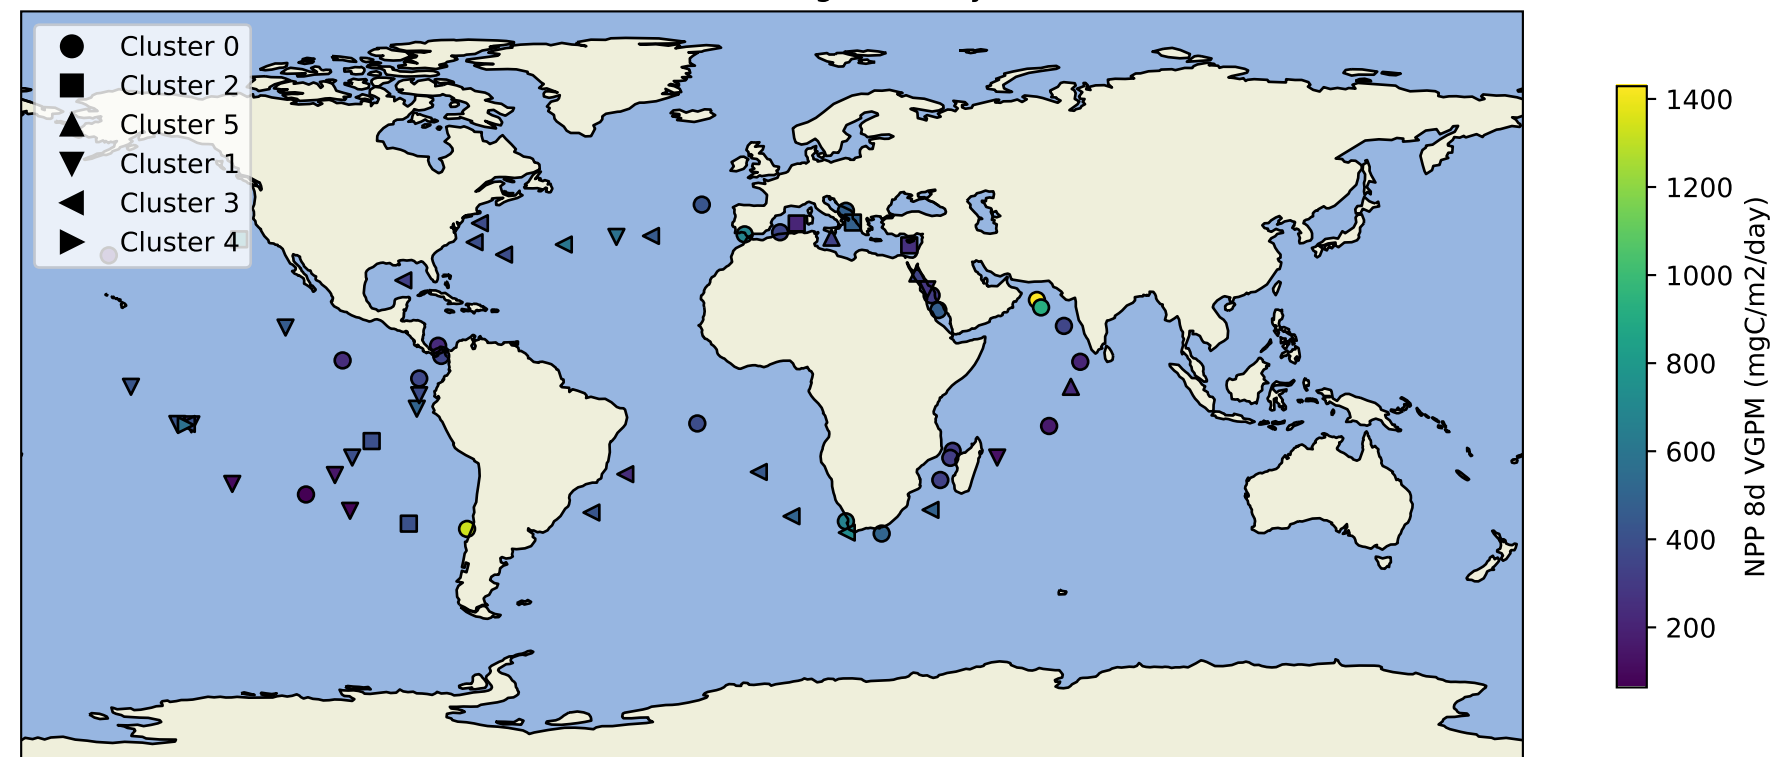 Cluster 0
Cluster 2
Cluster 5
Cluster 1
Cluster 3
Cluster 4
1400
1200
1000
800
600
400
200
NPP 8d VGPM (mgC/m2/day)